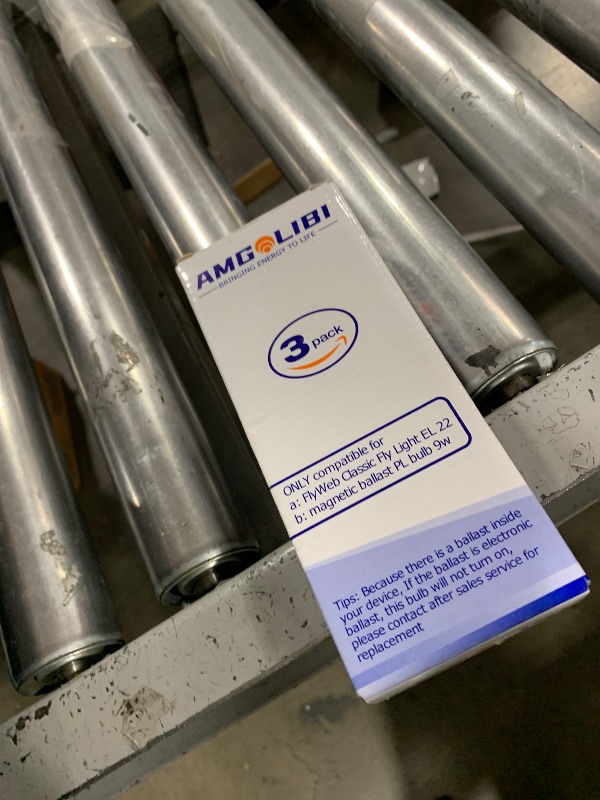 AMGOLIBI
BRINGING ENERGY TO LIFE
3 pack
ONLY compatible for
a: FlyWeb Classic Fly Light EL 22
b: magnetic ballast PL bulb 9w
Tips: Because there is a ballast inside
your device, If the ballast is electronic
ballast, this bulb will not turn on,
please contact after sales service for
replacement